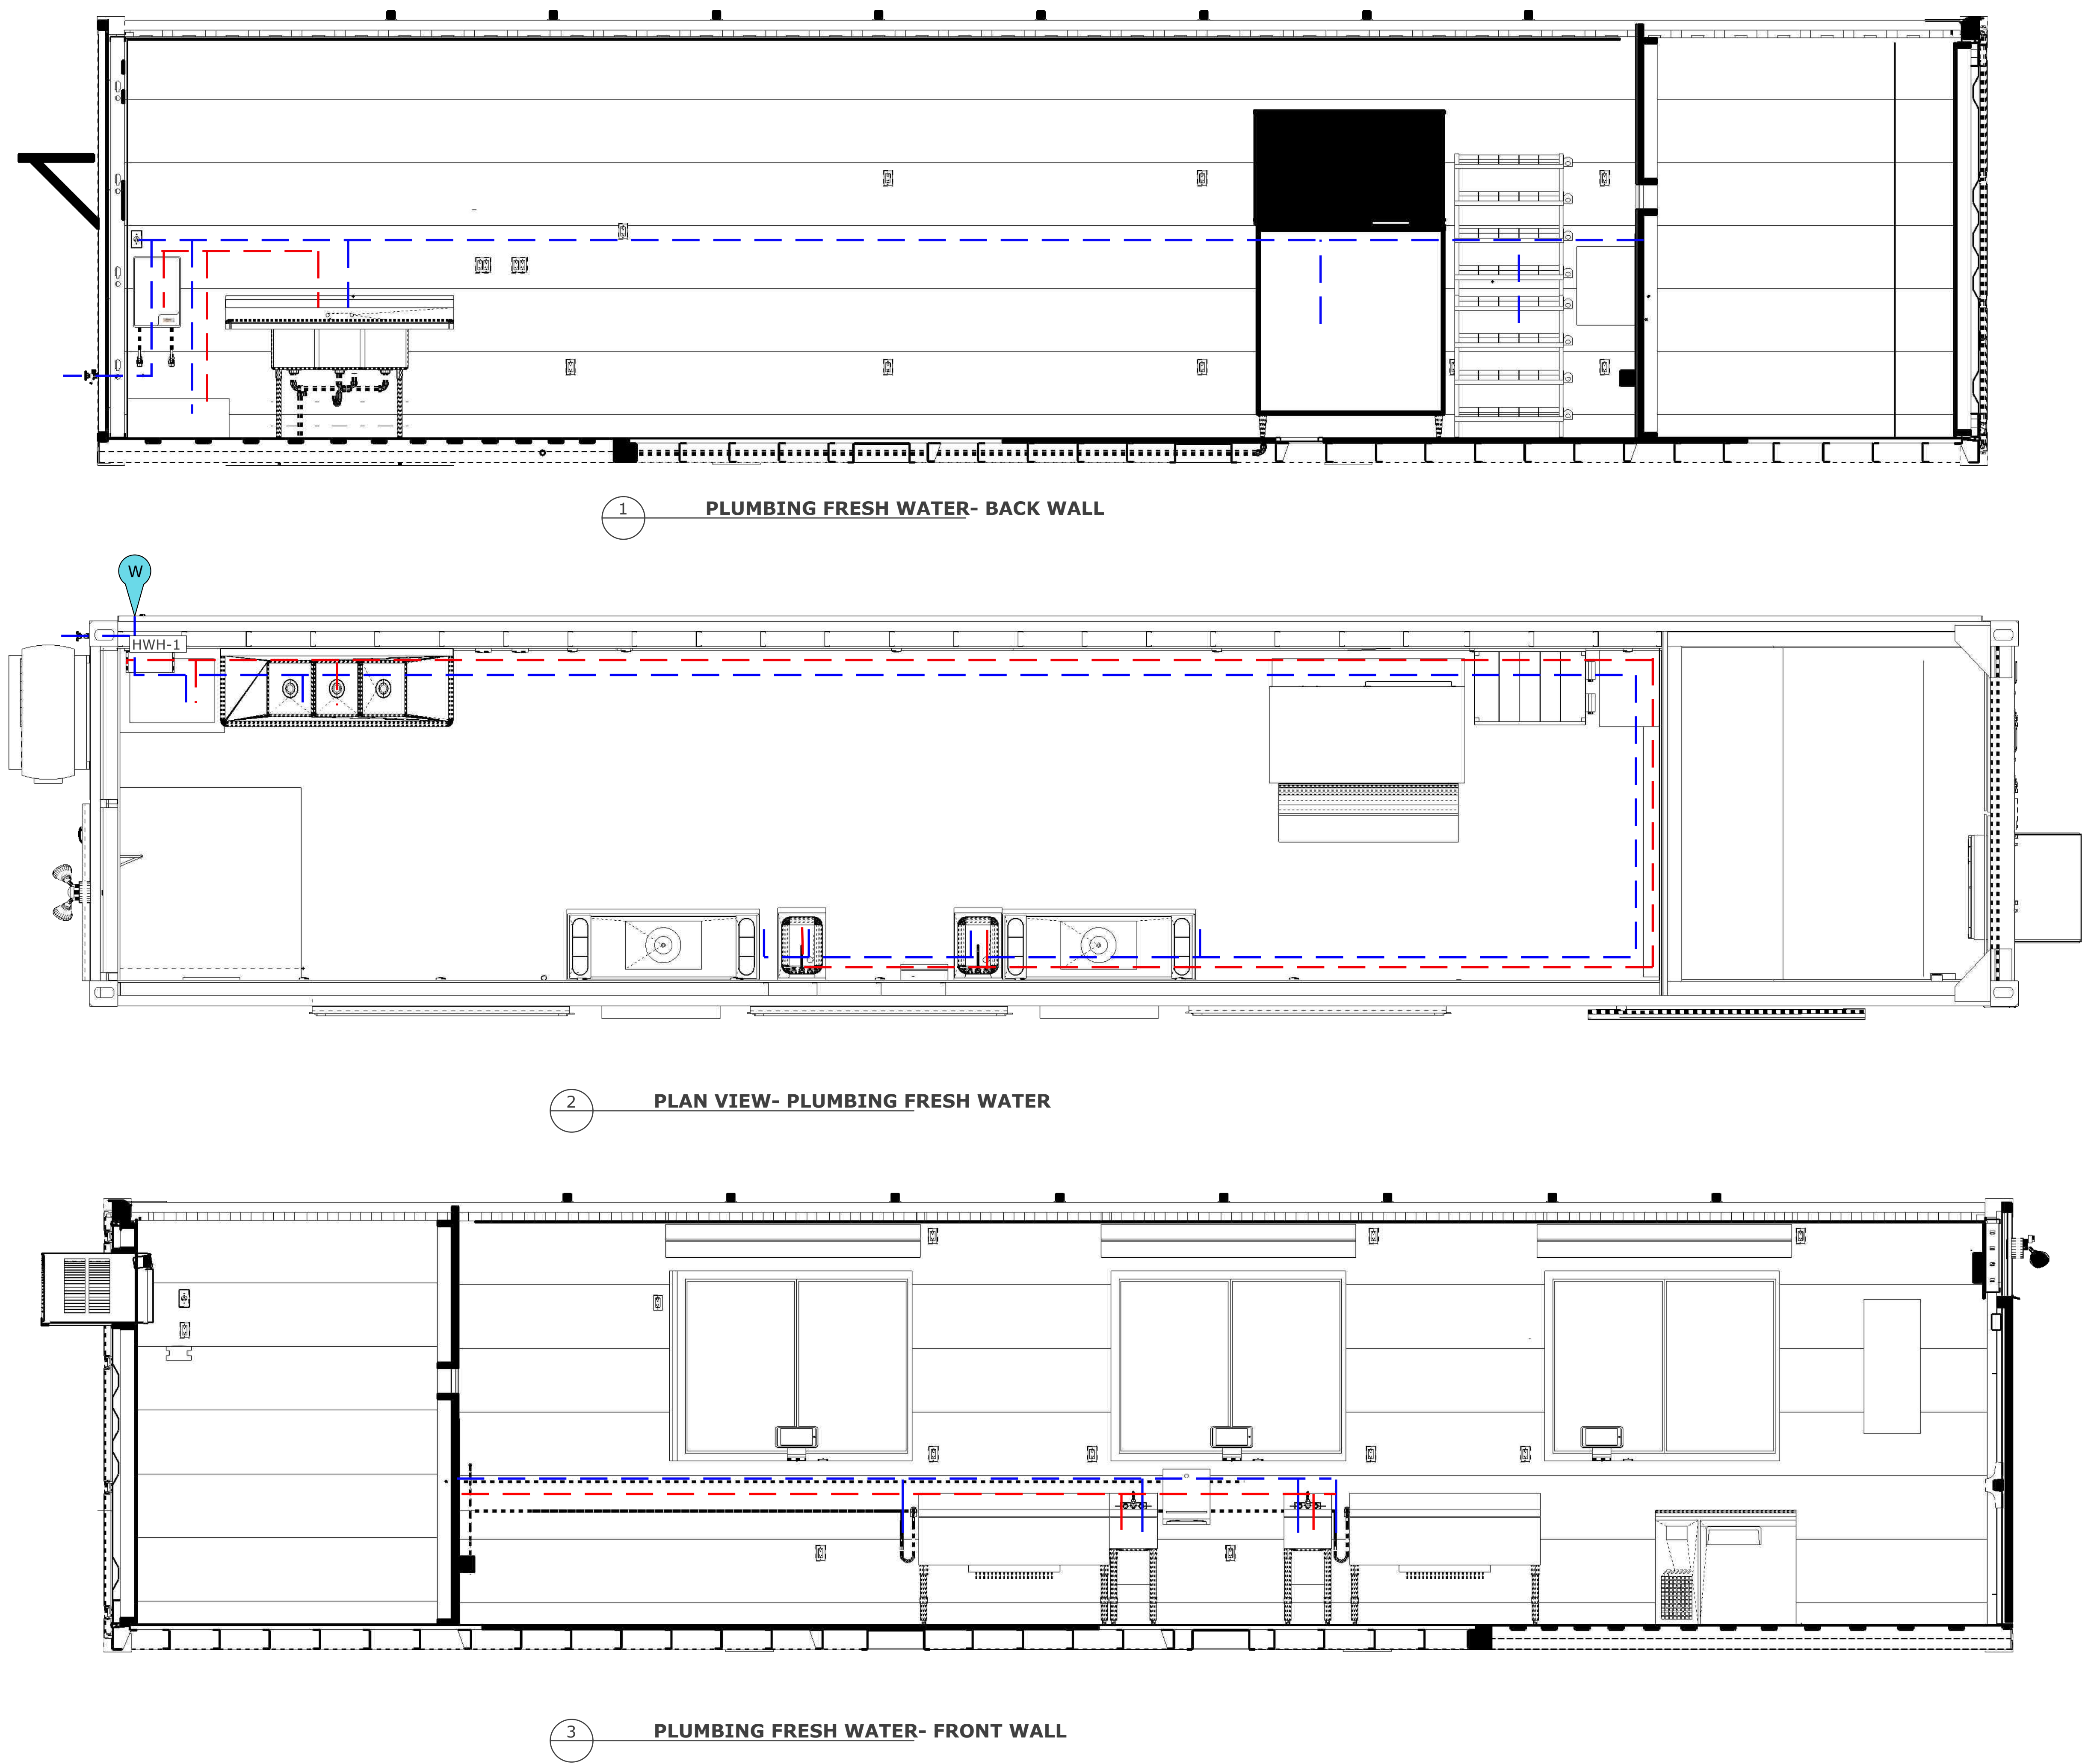 1
PLUMBING FRESH WATER- BACK WALL
W
HWH-1
2
PLAN VIEW- PLUMBING FRESH WATER
3
PLUMBING FRESH WATER- FRONT WALL